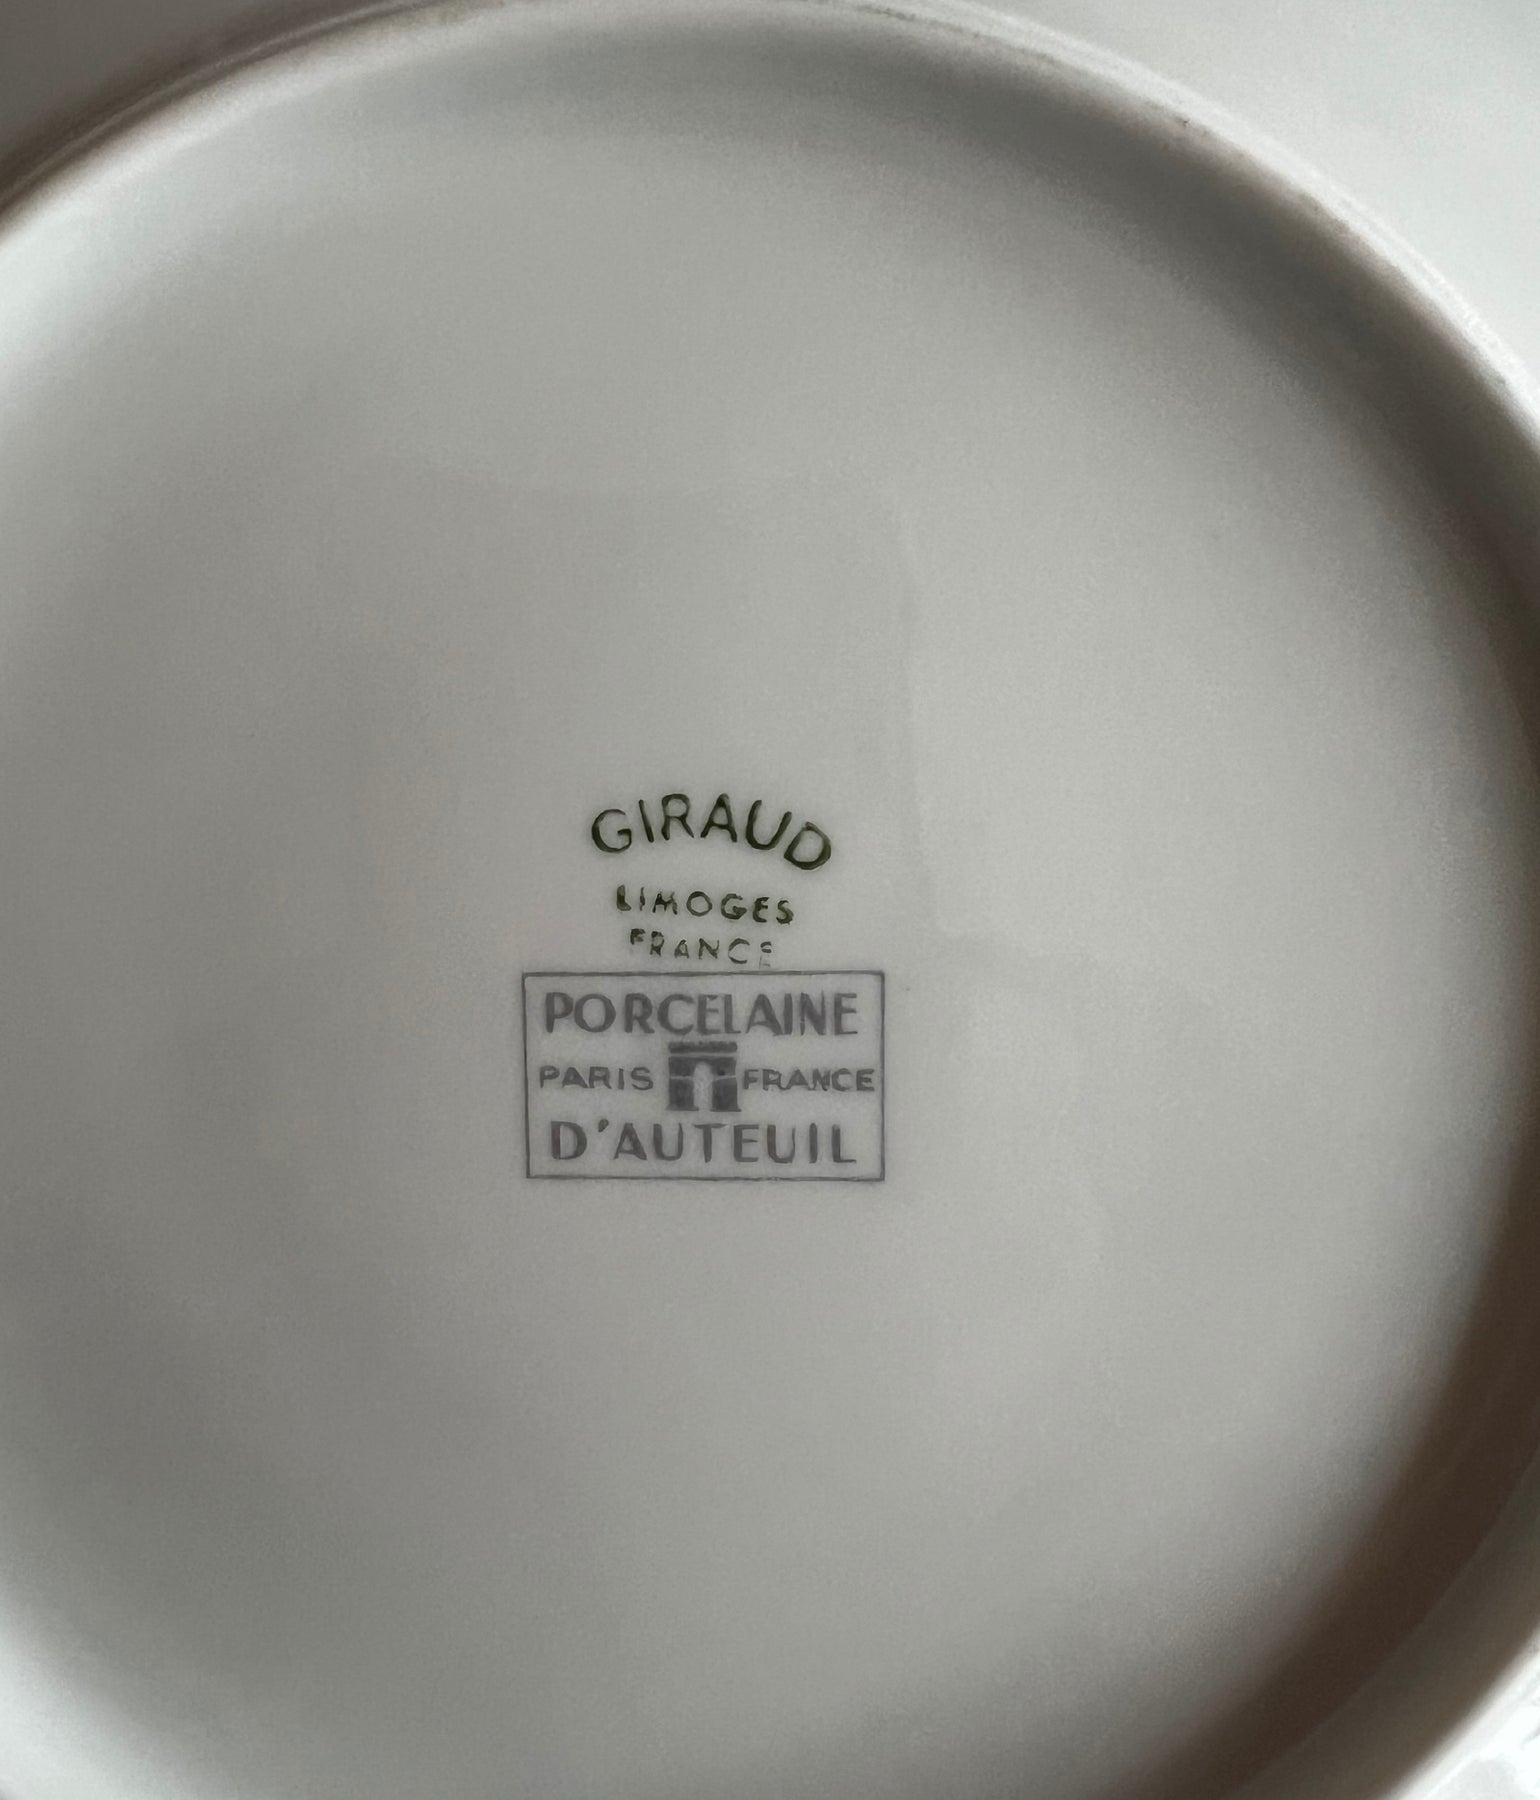 GIRAUD
LIMOGES
FRANCE
PORCELAINE
PARIS FRANCE
D'AUTEUIL